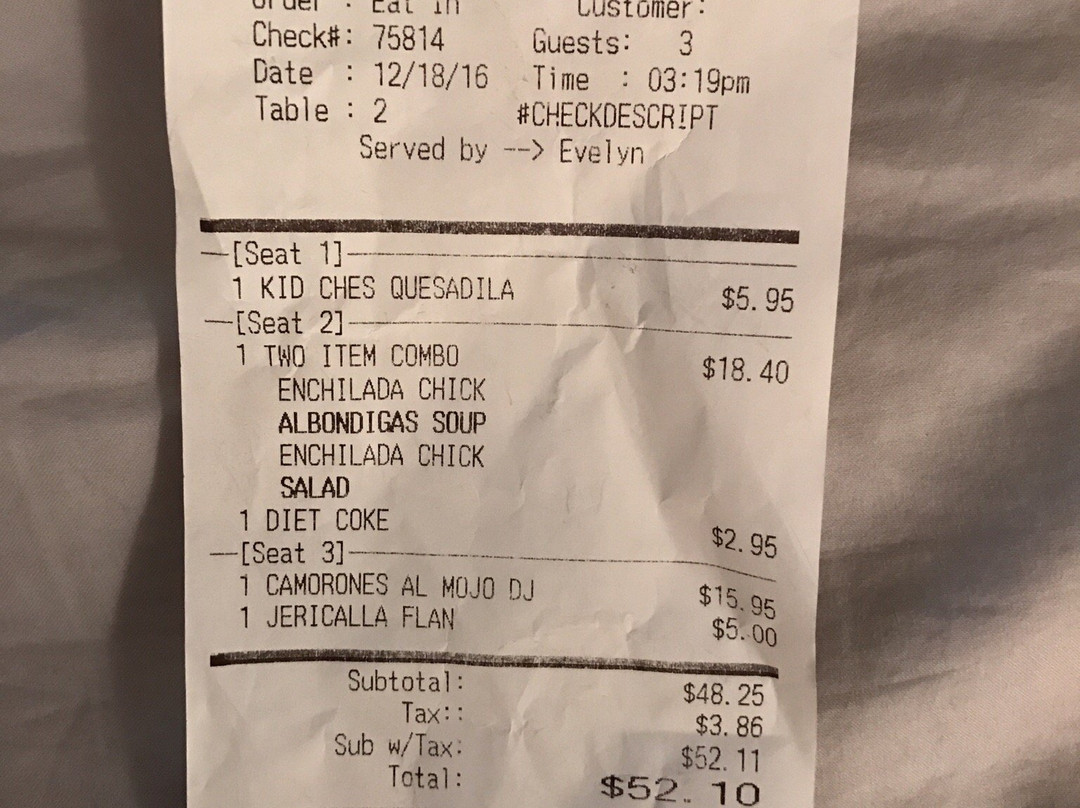 Order : Eat In Customer:
Check#: 75814 Guests: 3
Date : 12/18/16 Time : 03:19pm
Table : 2 #CHECKDESCRIPT
Served by --> Evelyn
[Seat 1]
1 KID CHES QUESADILA $5.95
[Seat 2]
1 TWO ITEM COMBO $18.40
ENCHILADA CHICK
ALBONDIGAS SOUP
ENCHILADA CHICK
SALAD
1 DIET COKE $2.95
[Seat 3]
1 CAMORONES AL MOJO DJ $15.95
1 JERICALLA FLAN $5.00
Subtotal: $48.25
Tax:: $3.86
Sub w/Tax: $52.11
Total: $52.10